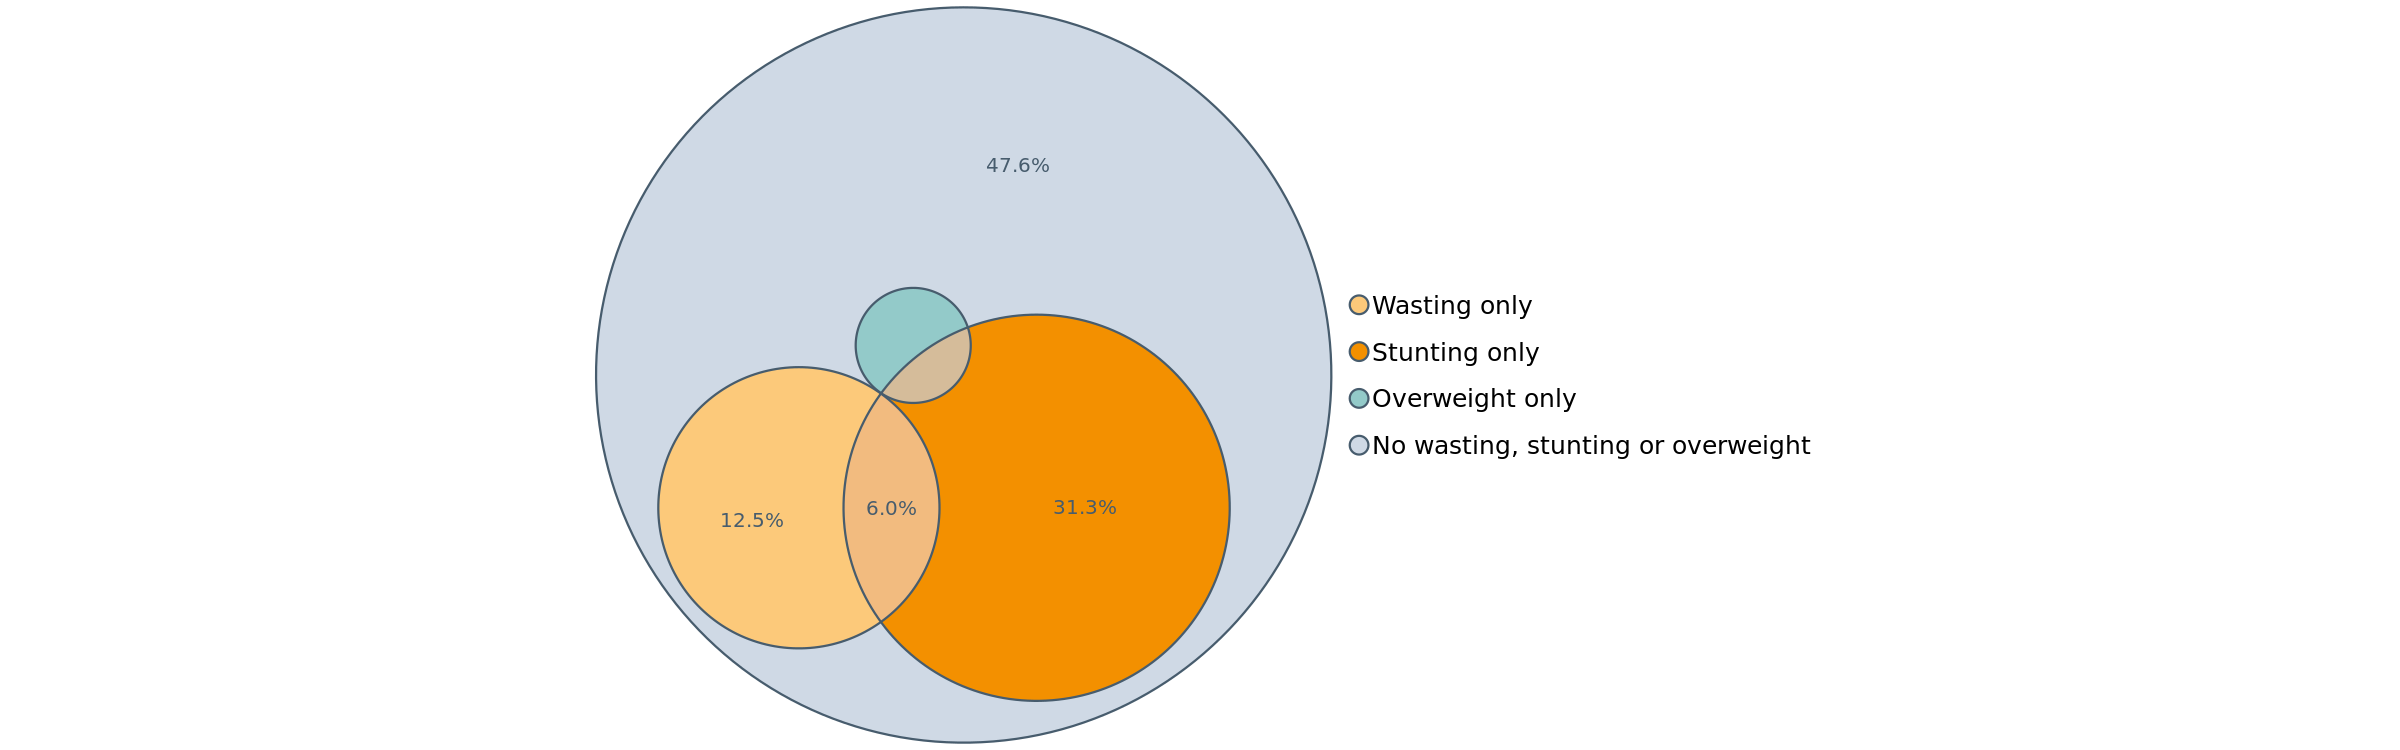 47.6%
12.5%
6.0%
31.3%
Wasting only
Stunting only
Overweight only
No wasting, stunting or overweight